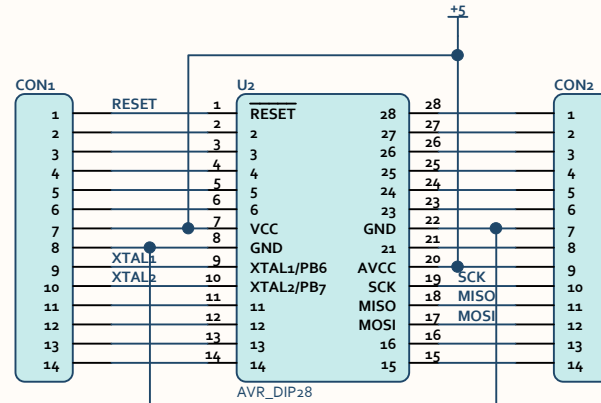 +5
CON1 U2 CON2
RESET 1 RESET 28 28 1
1
2 2 27 27 2
2
3 3 26 26 3
3
4 4 25 25 4
4
5 5 24 24 5
5
6 6 23 23 6
6
7 7 VCC GND 22 7
8 8 GND 21 21 8
XTAL1 9 XTAL1/PB6 AVCC 20 9
9
XTAL2 10 XTAL2/PB7 SCK 19 SCK 10
10
11 11 11 MISO 18 MISO 11
12 12 12 MOSI 17 MOSI 12
13 13 13 16 16 13
14 14 14 15 15 14
AVR_DIP28